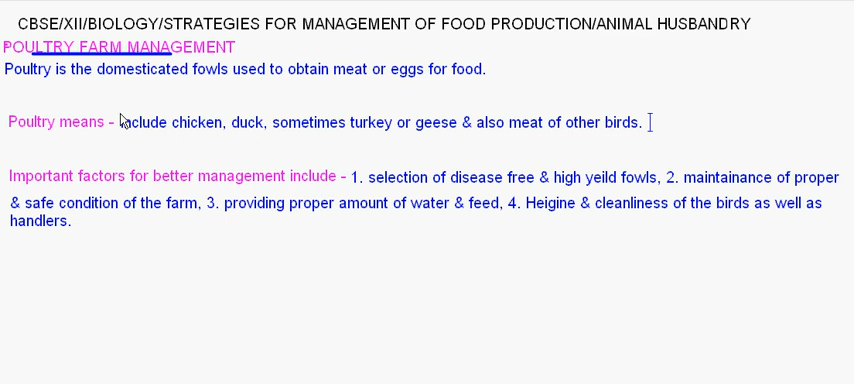 CBSE/XII/BIOLOGY/STRATEGIES FOR MANAGEMENT OF FOOD PRODUCTION/ANIMAL HUSBANDRY
POULTRY FARM MANAGEMENT
Poultry is the domesticated fowls used to obtain meat or eggs for food.
Poultry means - include chicken, duck, sometimes turkey or geese & also meat of other birds.
Important factors for better management include - 1. selection of disease free & high yeild fowls, 2. maintainance of proper
& safe condition of the farm, 3. providing proper amount of water & feed, 4. Heigine & cleanliness of the birds as well as
handlers.